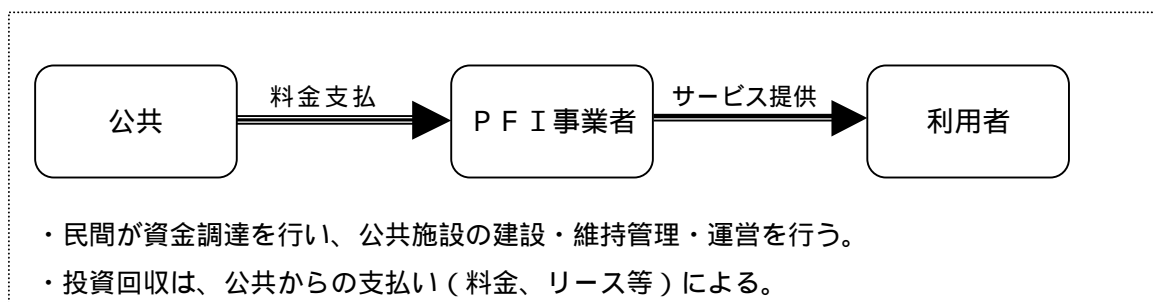 料金支払
サービス提供
公共
ＰＦＩ事業者
利用者
・民間が資金調達を行い、公共施設の建設・維持管理・運営を行う。
・投資回収は、公共からの支払い（料金、リース等）による。